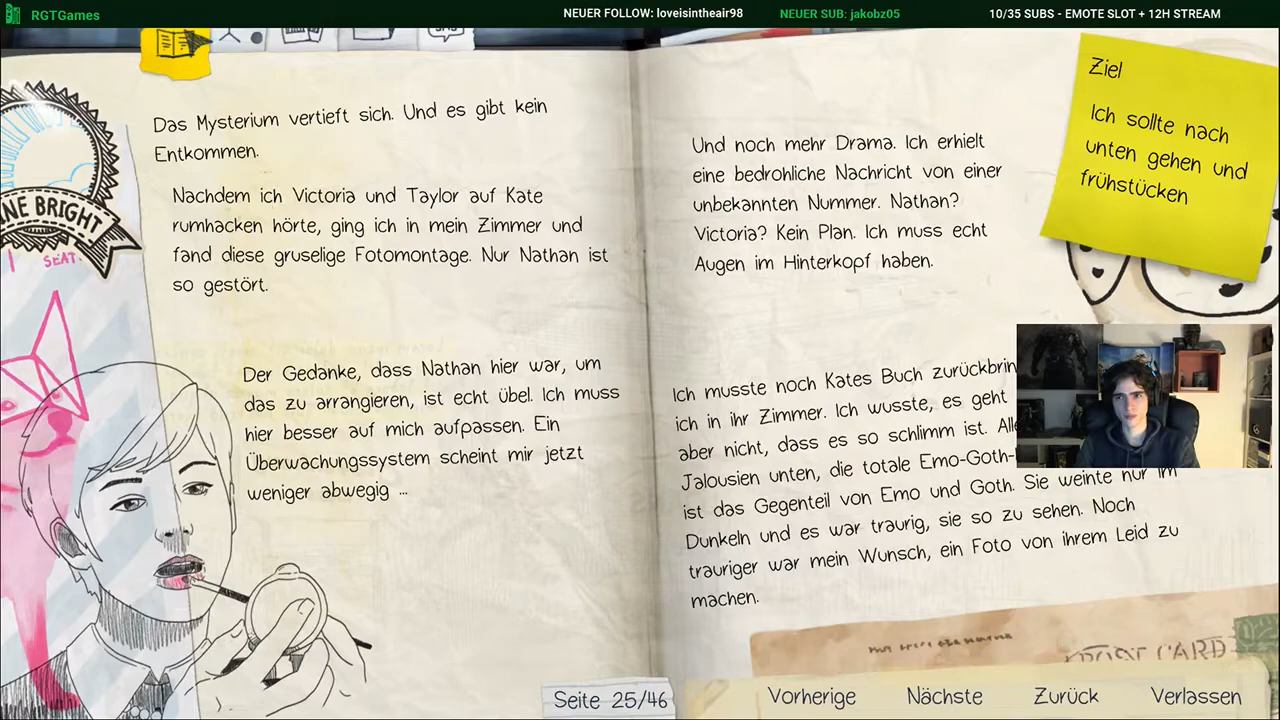 RGTGames
NEUER FOLLOW: loveisintheair98
NEUER SUB: jakobz05
10/35 SUBS - EMOTE SLOT + 12H STREAM
SMS
Das Mysterium vertieft sich. Und es gibt kein
Entkommen.
Nachdem ich Victoria und Taylor auf Kate
rumhacken hörte, ging ich in mein Zimmer und
fand diese gruselige Fotomontage. Nur Nathan ist
so gestört.
Der Gedanke, dass Nathan hier war, um
das zu arrangieren, ist echt übel. Ich muss
hier besser auf mich aufpassen. Ein
Überwachungssystem scheint mir jetzt
weniger abwegig ...
INE BRIGHT
SEAT.
Und noch mehr Drama. Ich erhielt
eine bedrohliche Nachricht von einer
unbekannten Nummer. Nathan?
Victoria? Kein Plan. Ich muss echt
Augen im Hinterkopf haben.
Ich musste noch Kates Buch zurückbrin
ich in ihr Zimmer. Ich wusste, es geht
aber nicht, dass es so schlimm ist. Alle
Jalousien unten, die totale Emo-Goth-
ist das Gegenteil von Emo und Goth. Sie weinte nur im
Dunkeln und es war traurig, sie so zu sehen. Noch
trauriger war mein Wunsch, ein Foto von ihrem Leid zu
machen.
Ziel
Ich sollte nach
unten gehen und
frühstücken
POST CARD
Seite 25/46
Vorherige
Nächste
Zurück
Verlassen